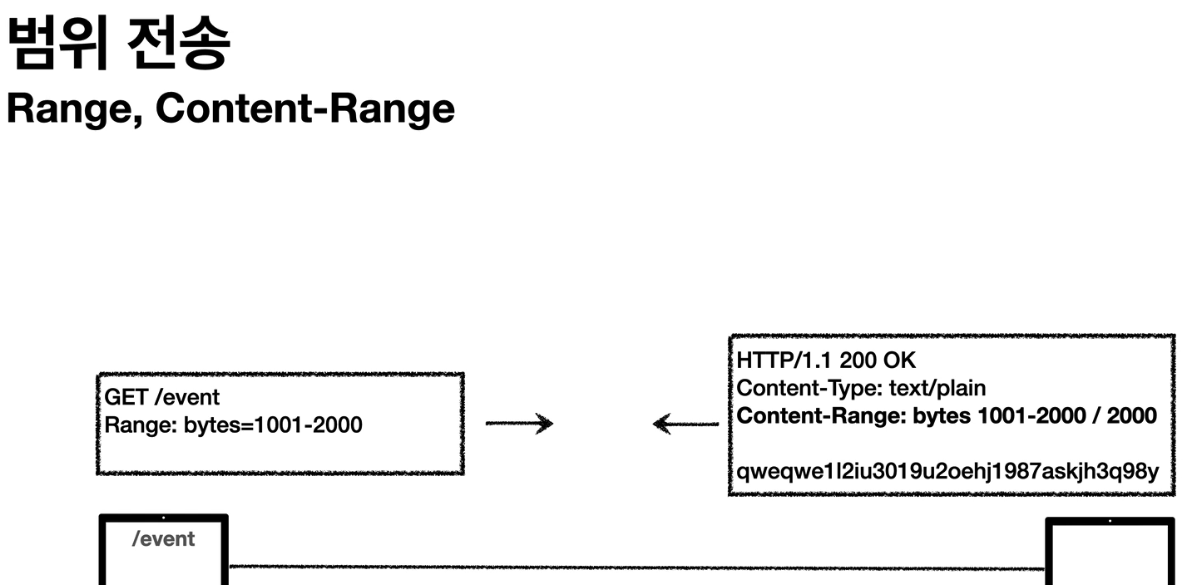 범위 전송
Range, Content-Range
GET /event
Range: bytes=1001-2000
HTTP/1.1 200 OK
Content-Type: text/plain
Content-Range: bytes 1001-2000 / 2000
qweqwe1l2iu3019u2oehj1987askjh3q98y
/event